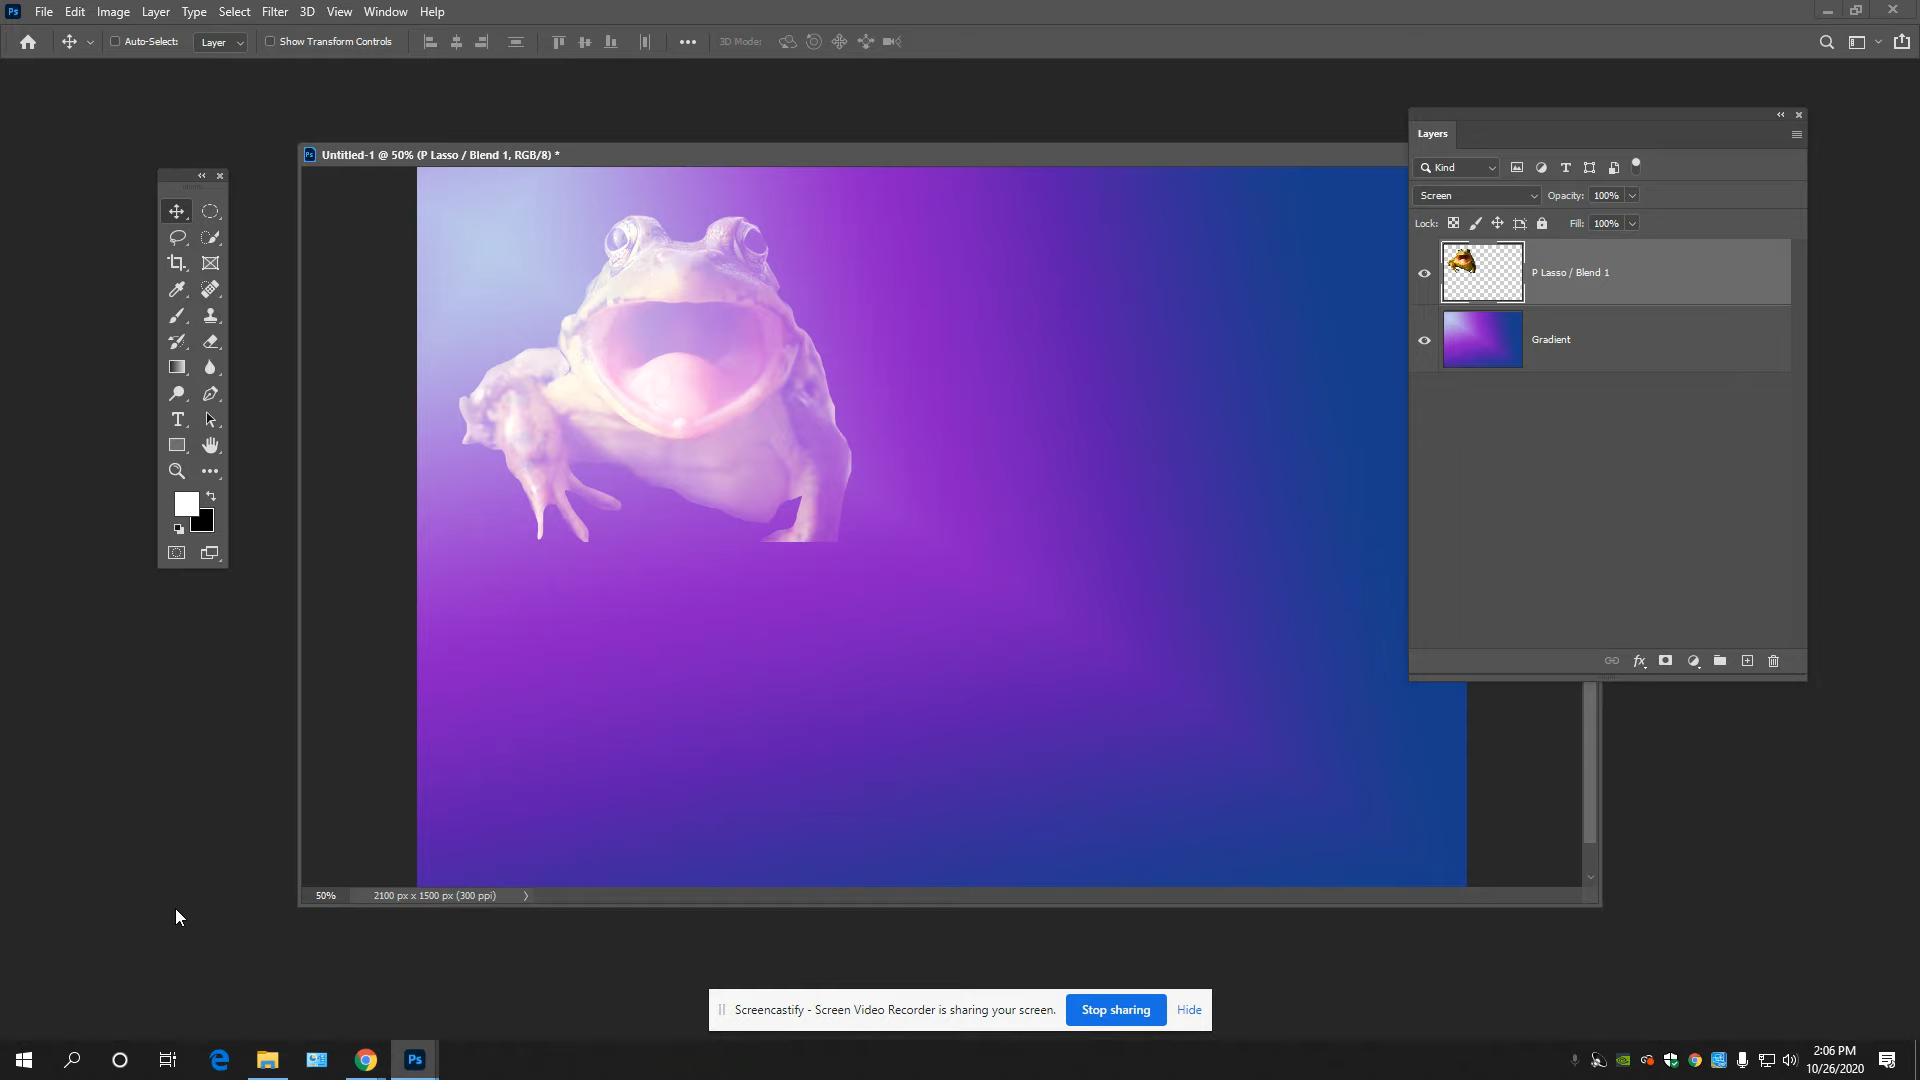 Ps File Edit Image Layer Type Select Filter 3D View Window Help
Auto-Select: Layer Show Transform Controls 3D Mode:
Layers
Ps Untitled-1 @ 50% (P Lasso / Blend 1, RGB/8) *
Kind
Screen Opacity: 100%
Lock: Fill: 100%
P Lasso / Blend 1
Gradient
50% 2100 px x 1500 px (300 ppi)
Screencastify - Screen Video Recorder is sharing your screen. Stop sharing Hide
Ps
2:06 PM
10/26/2020